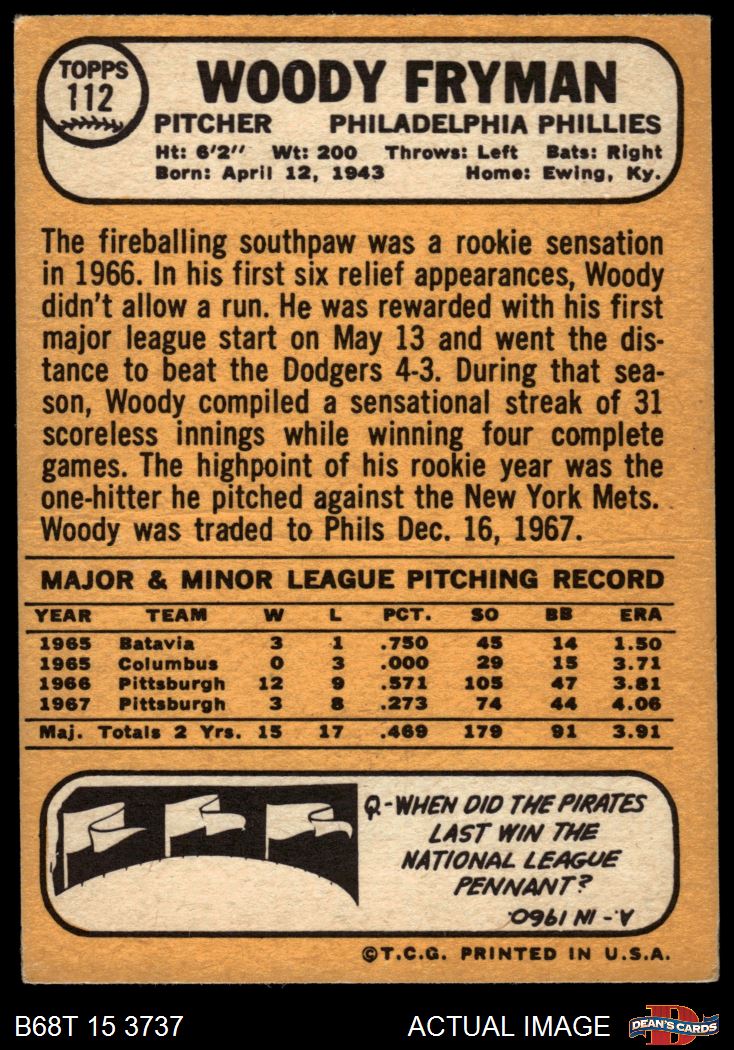 TOPPS
112
WOODY FRYMAN
PITCHER PHILADELPHIA PHILLIES
Ht: 6'2" Wt: 200 Throws: Left Bats: Right
Born: April 12, 1943 Home: Ewing, Ky.
The fireballing southpaw was a rookie sensation
in 1966. In his first six relief appearances, Woody
didn't allow a run. He was rewarded with his first
major league start on May 13 and went the dis-
tance to beat the Dodgers 4-3. During that sea-
son, Woody compiled a sensational streak of 31
scoreless innings while winning four complete
games. The highpoint of his rookie year was the
one-hitter he pitched against the New York Mets.
Woody was traded to Phils Dec. 16, 1967.
MAJOR & MINOR LEAGUE PITCHING RECORD
YEAR TEAM W L PCT. SO BB ERA
1965 Batavia 3 1 .750 45 14 1.50
1965 Columbus 0 3 .000 29 15 3.71
1966 Pittsburgh 12 9 .571 105 47 3.81
1967 Pittsburgh 3 8 .273 74 44 4.06
Maj. Totals 2 Yrs. 15 17 .469 179 91 3.91
Q-WHEN DID THE PIRATES
LAST WIN THE
NATIONAL LEAGUE
PENNANT?
A.- IN 1960.
©T.C.G. PRINTED IN U.S.A.
B68T 15 3737 ACTUAL IMAGE D DEAN'S CARDS